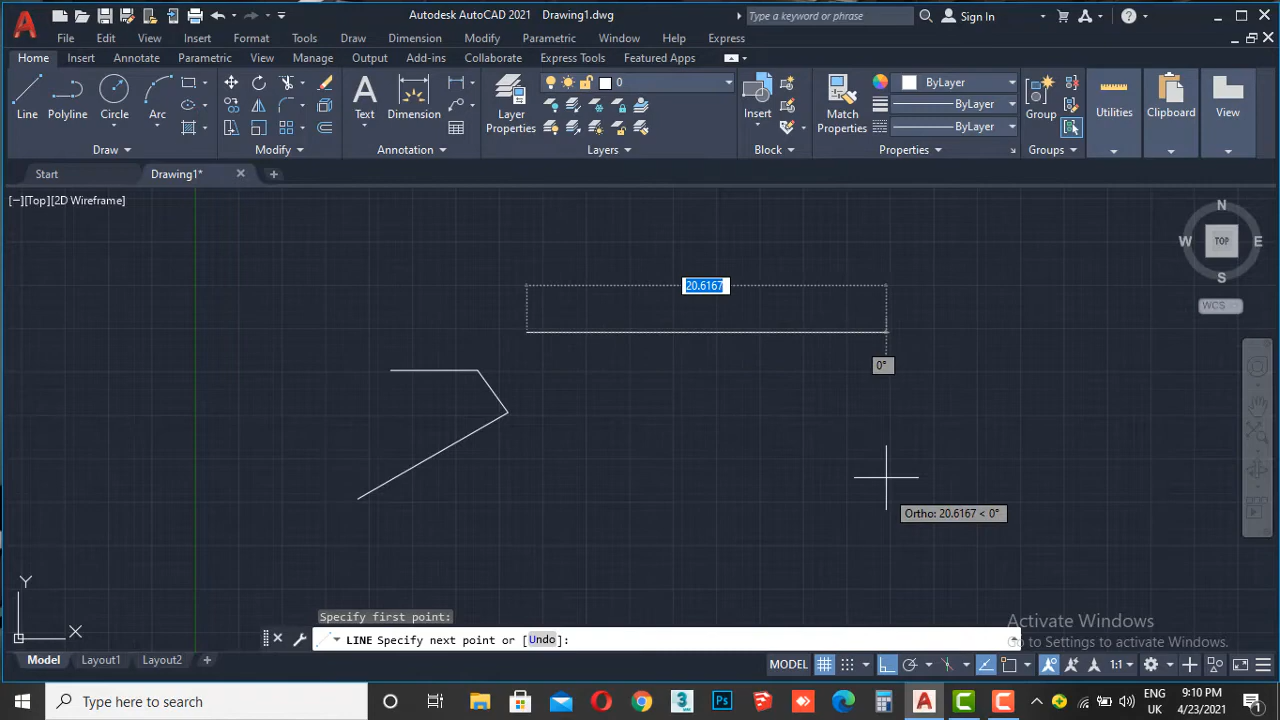 Autodesk AutoCAD 2021 Drawing1.dwg
Type a keyword or phrase
Sign In
File Edit View Insert Format Tools Draw Dimension Modify Parametric Window Help Express
Home Insert Annotate Parametric View Manage Output Add-ins Collaborate Express Tools Featured Apps
Line Polyline Circle Arc
Text Dimension
Layer Properties
0
Insert
Match Properties
ByLayer
ByLayer
ByLayer
Group
Utilities
Clipboard
View
Draw Modify Annotation Layers Block Properties Groups
Start Drawing1*
[−][Top][2D Wireframe]
N
W TOP E
S
WCS
20.6167
0°
Ortho: 20.6167 < 0°
Y
X
Specify first point:
LINE Specify next point or [Undo]:
Activate Windows
Go to Settings to activate Windows.
Model Layout1 Layout2 +
MODEL 1:1
Type here to search
Ps
ENG
UK
9:10 PM
4/23/2021